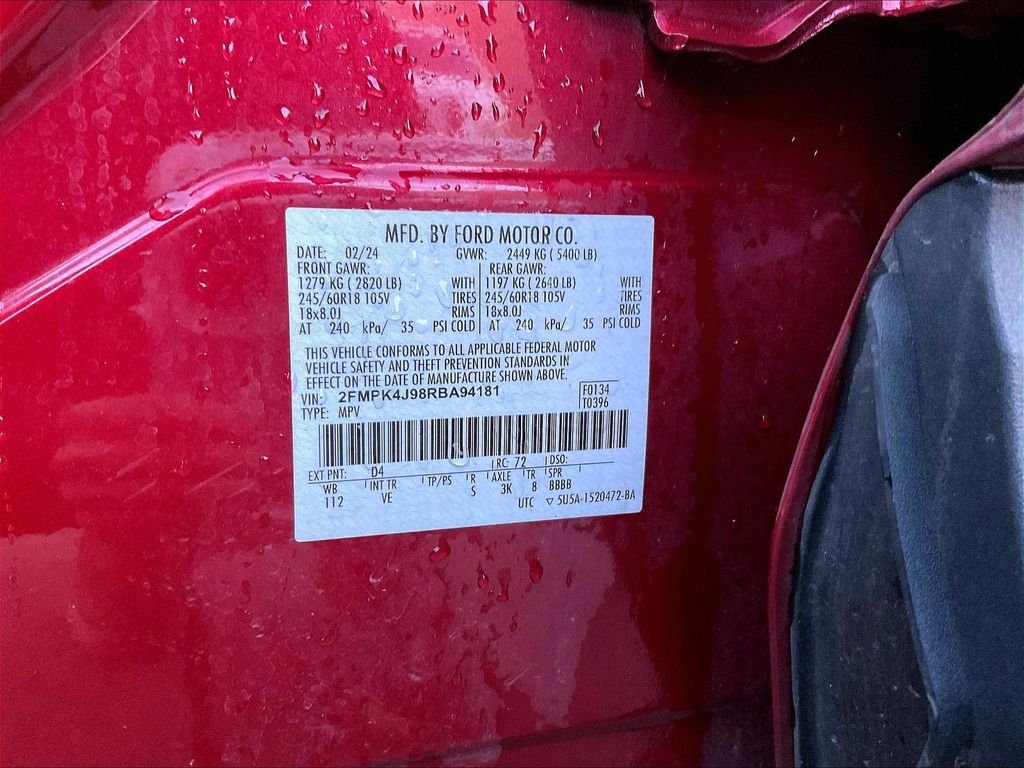 MFD. BY FORD MOTOR CO.
DATE: 02/24 GVWR: 2449 KG ( 5400 LB)
FRONT GAWR: REAR GAWR:
1279 KG ( 2820 LB) WITH 1197 KG ( 2640 LB) WITH
245/60R18 105V TIRES 245/60R18 105V TIRES
18x8.0J RIMS 18x8.0J RIMS
AT 240 kPa/ 35 PSI COLD AT 240 kPa/ 35 PSI COLD
THIS VEHICLE CONFORMS TO ALL APPLICABLE FEDERAL MOTOR
VEHICLE SAFETY AND THEFT PREVENTION STANDARDS IN
EFFECT ON THE DATE OF MANUFACTURE SHOWN ABOVE.
VIN: 2FMPK4J98RBA94181 F0134
TYPE: MPV T0396
EXT PNT: D4 RC: 72 DSO:
WB INT TR TP/PS R AXLE TR SPR
112 VE S 3K 8 BBBB
UTC ▽ 5U5A-1520472-BA